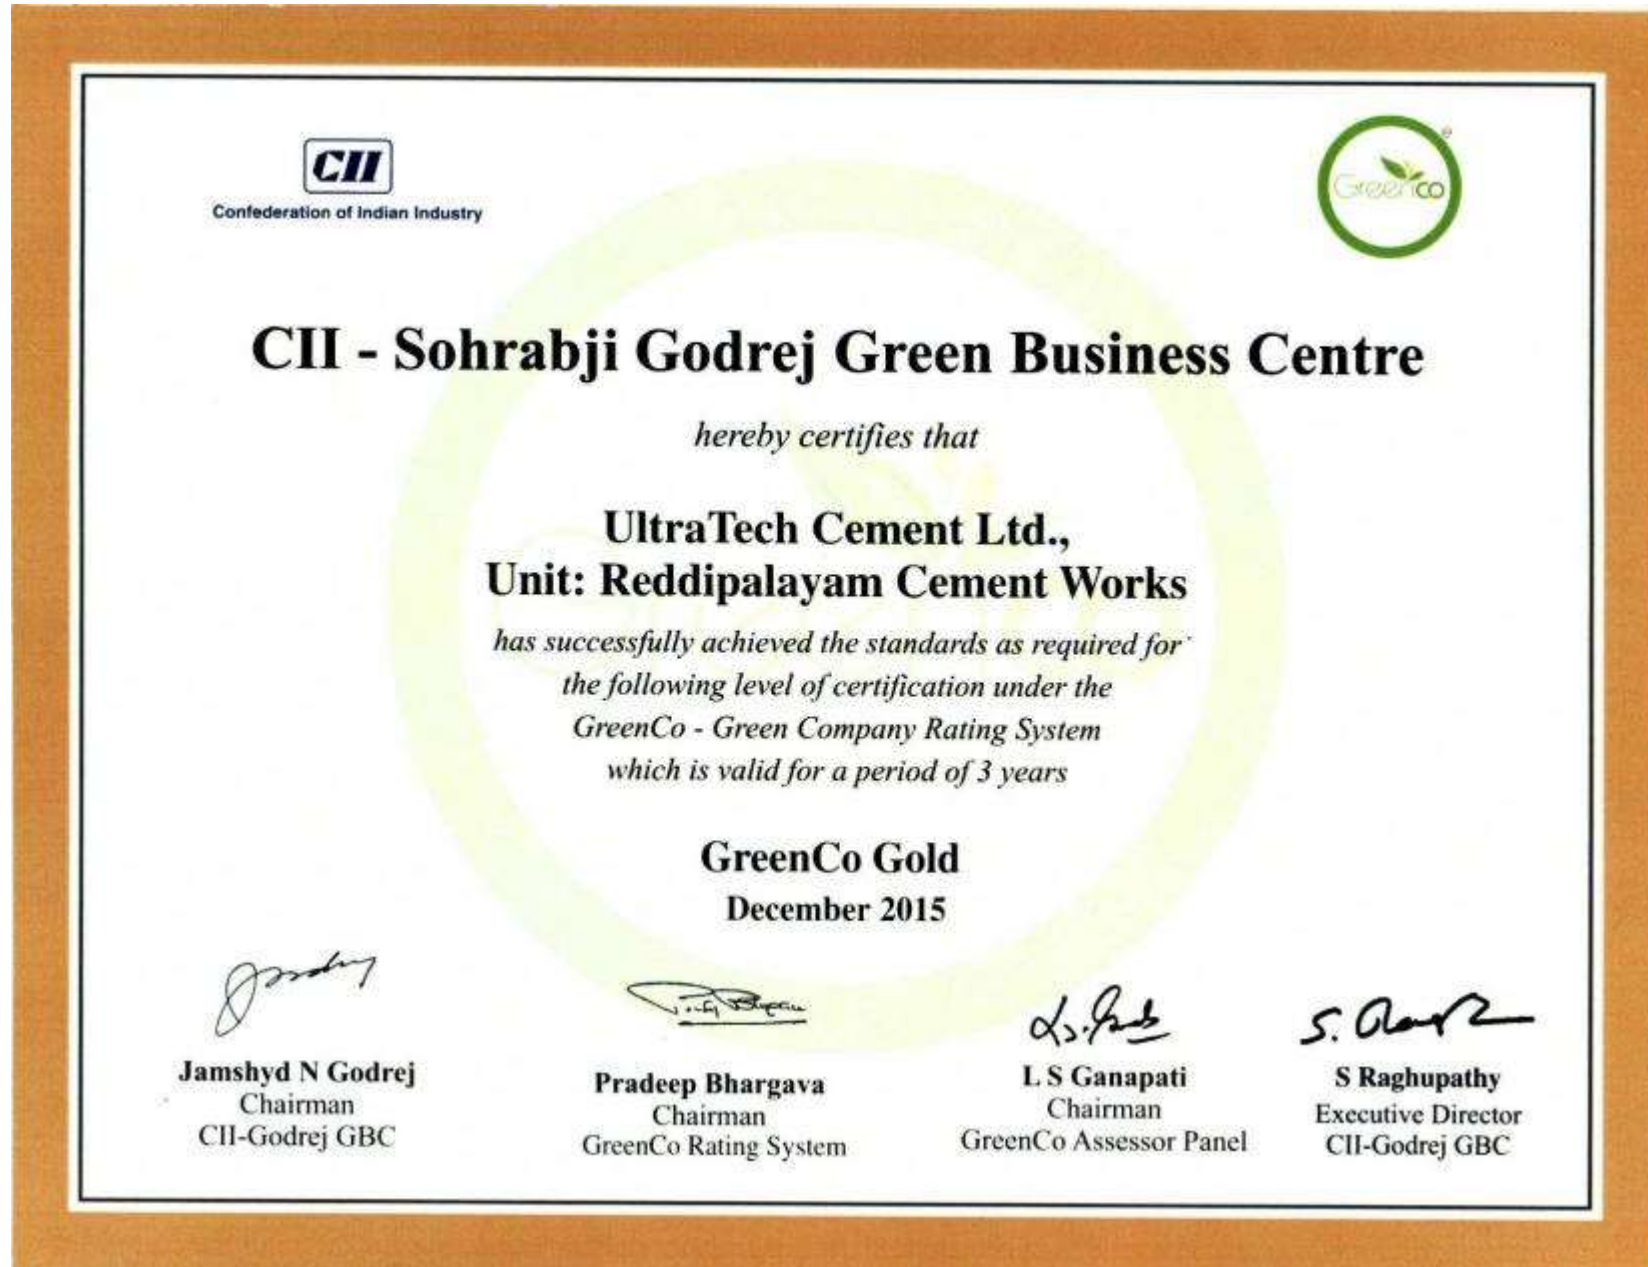 CII
Confederation of Indian Industry
Greenco
CII - Sohrabji Godrej Green Business Centre
hereby certifies that
UltraTech Cement Ltd.,
Unit: Reddipalayam Cement Works
has successfully achieved the standards as required for
the following level of certification under the
GreenCo - Green Company Rating System
which is valid for a period of 3 years
GreenCo Gold
December 2015
Jamshyd N Godrej
Chairman
CII-Godrej GBC
Pradeep Bhargava
Chairman
GreenCo Rating System
L S Ganapati
Chairman
GreenCo Assessor Panel
S Raghupathy
Executive Director
CII-Godrej GBC